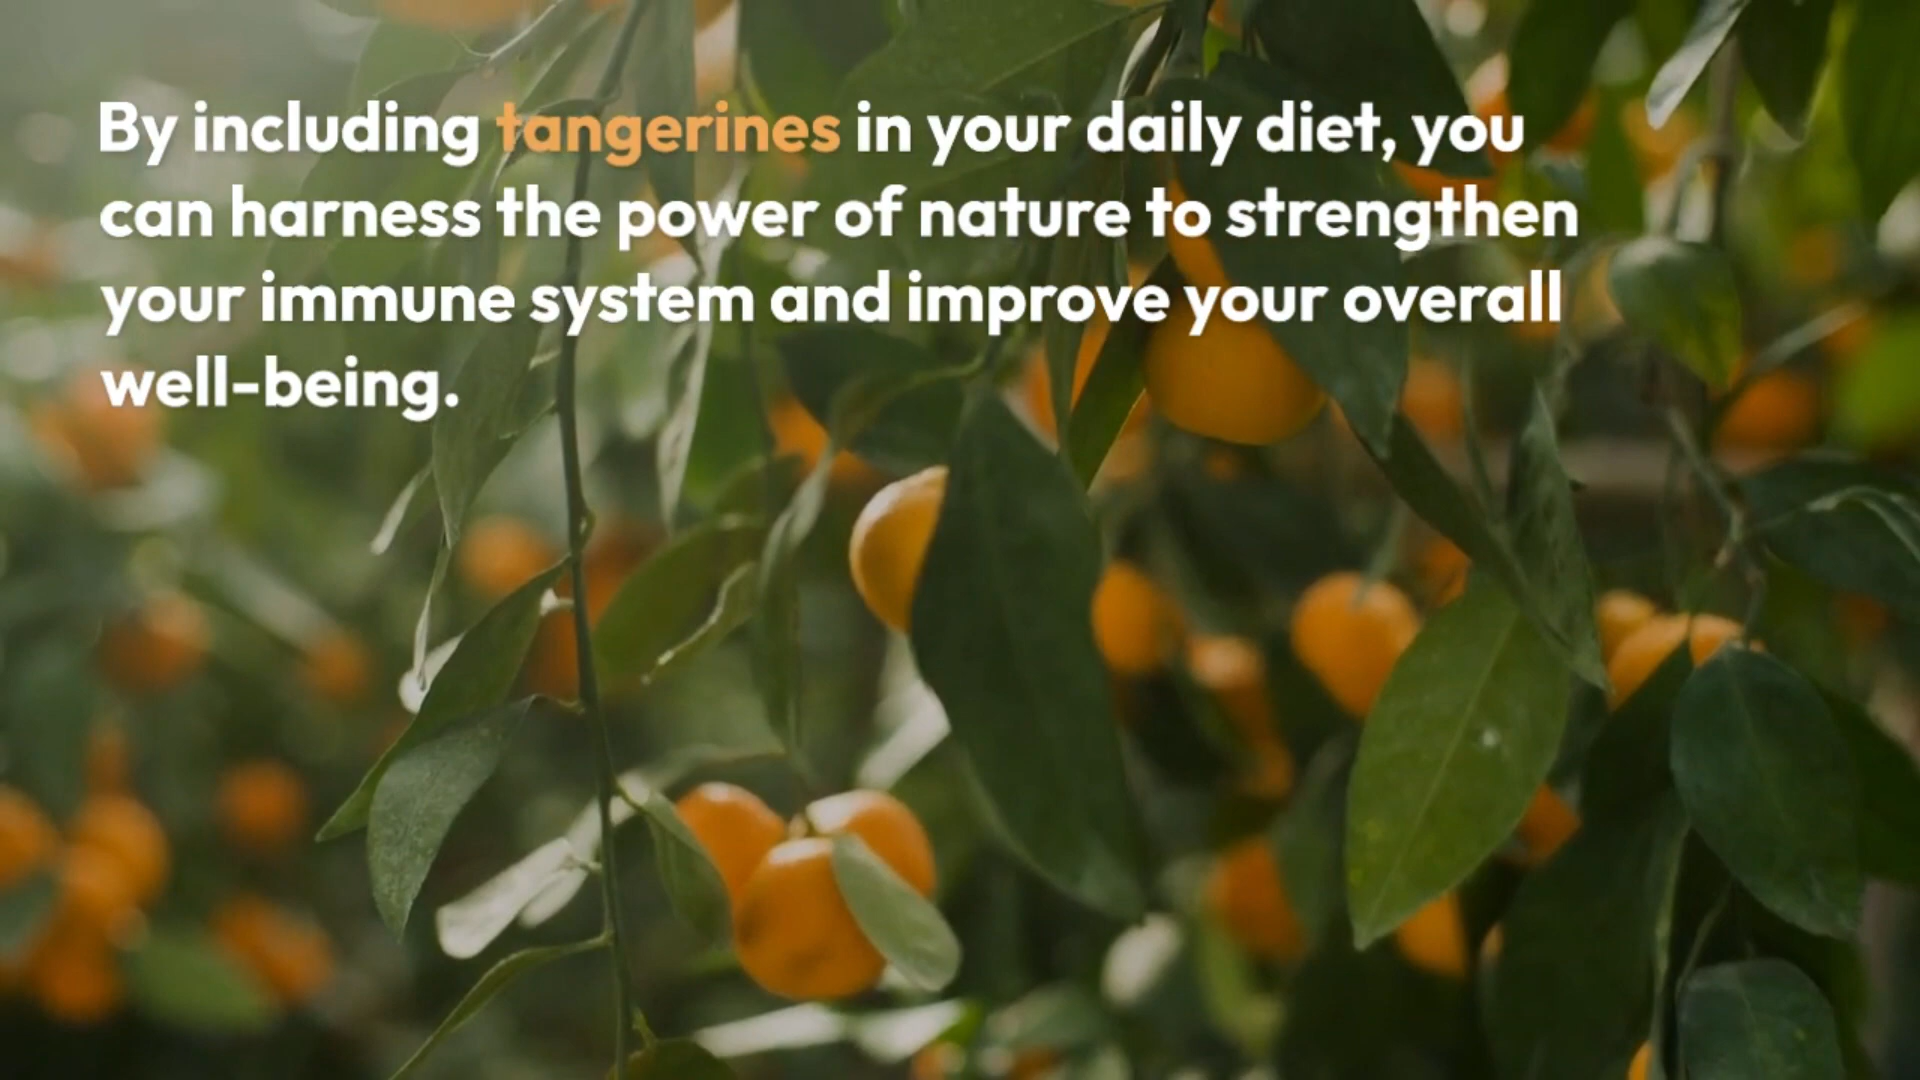 By including tangerines in your daily diet, you
can harness the power of nature to strengthen
your immune system and improve your overall
well-being.